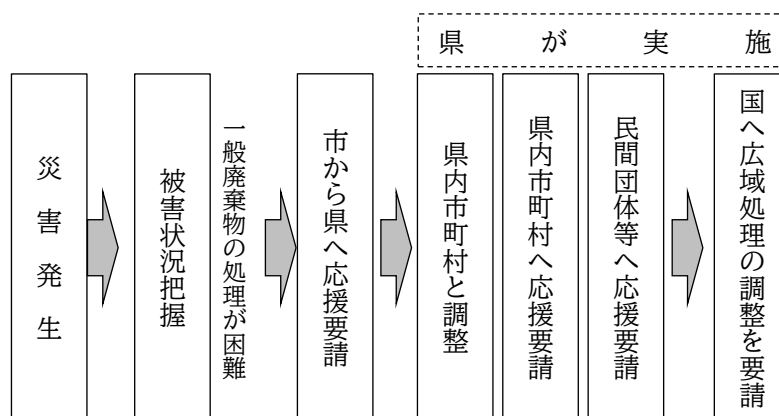 県が実施
災害発生
被害状況把握
一般廃棄物の処理が困難
市から県へ応援要請
県内市町村と調整
県内市町村へ応援要請
民間団体等へ応援要請
国へ広域処理の調整を要請